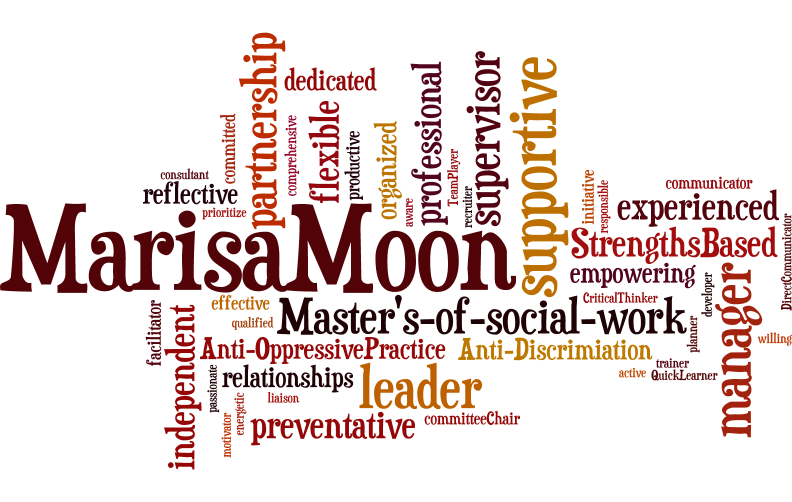 partnership
dedicated
committed
comprehensive
flexible
productive
organized
aware
professional
TeamPlayer
recruiter
supervisor
supportive
consultant
reflective
prioritize
initiative
responsible
communicator
experienced
MarisaMoon
StrengthsBased
empowering
DirectCommunicator
CriticalThinker
developer
manager
facilitator
independent
effective
qualified
Master's-of-social-work
planner
willing
Anti-OppressivePractice
Anti-Discrimiation
trainer
active
QuickLearner
passionate
relationships
leader
motivator
energetic
liaison
preventative
committeeChair